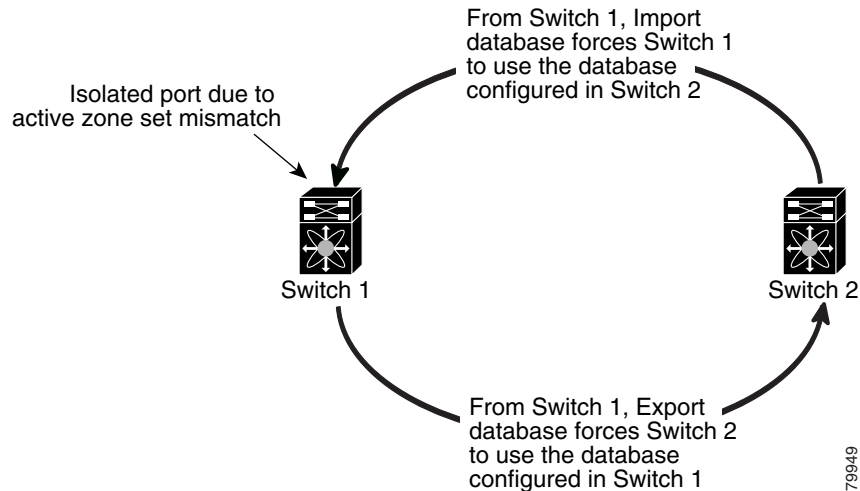 From Switch 1, Import
database forces Switch 1
to use the database
configured in Switch 2
Isolated port due to
active zone set mismatch
Switch 1
Switch 2
From Switch 1, Export
database forces Switch 2
to use the database
configured in Switch 1
79949